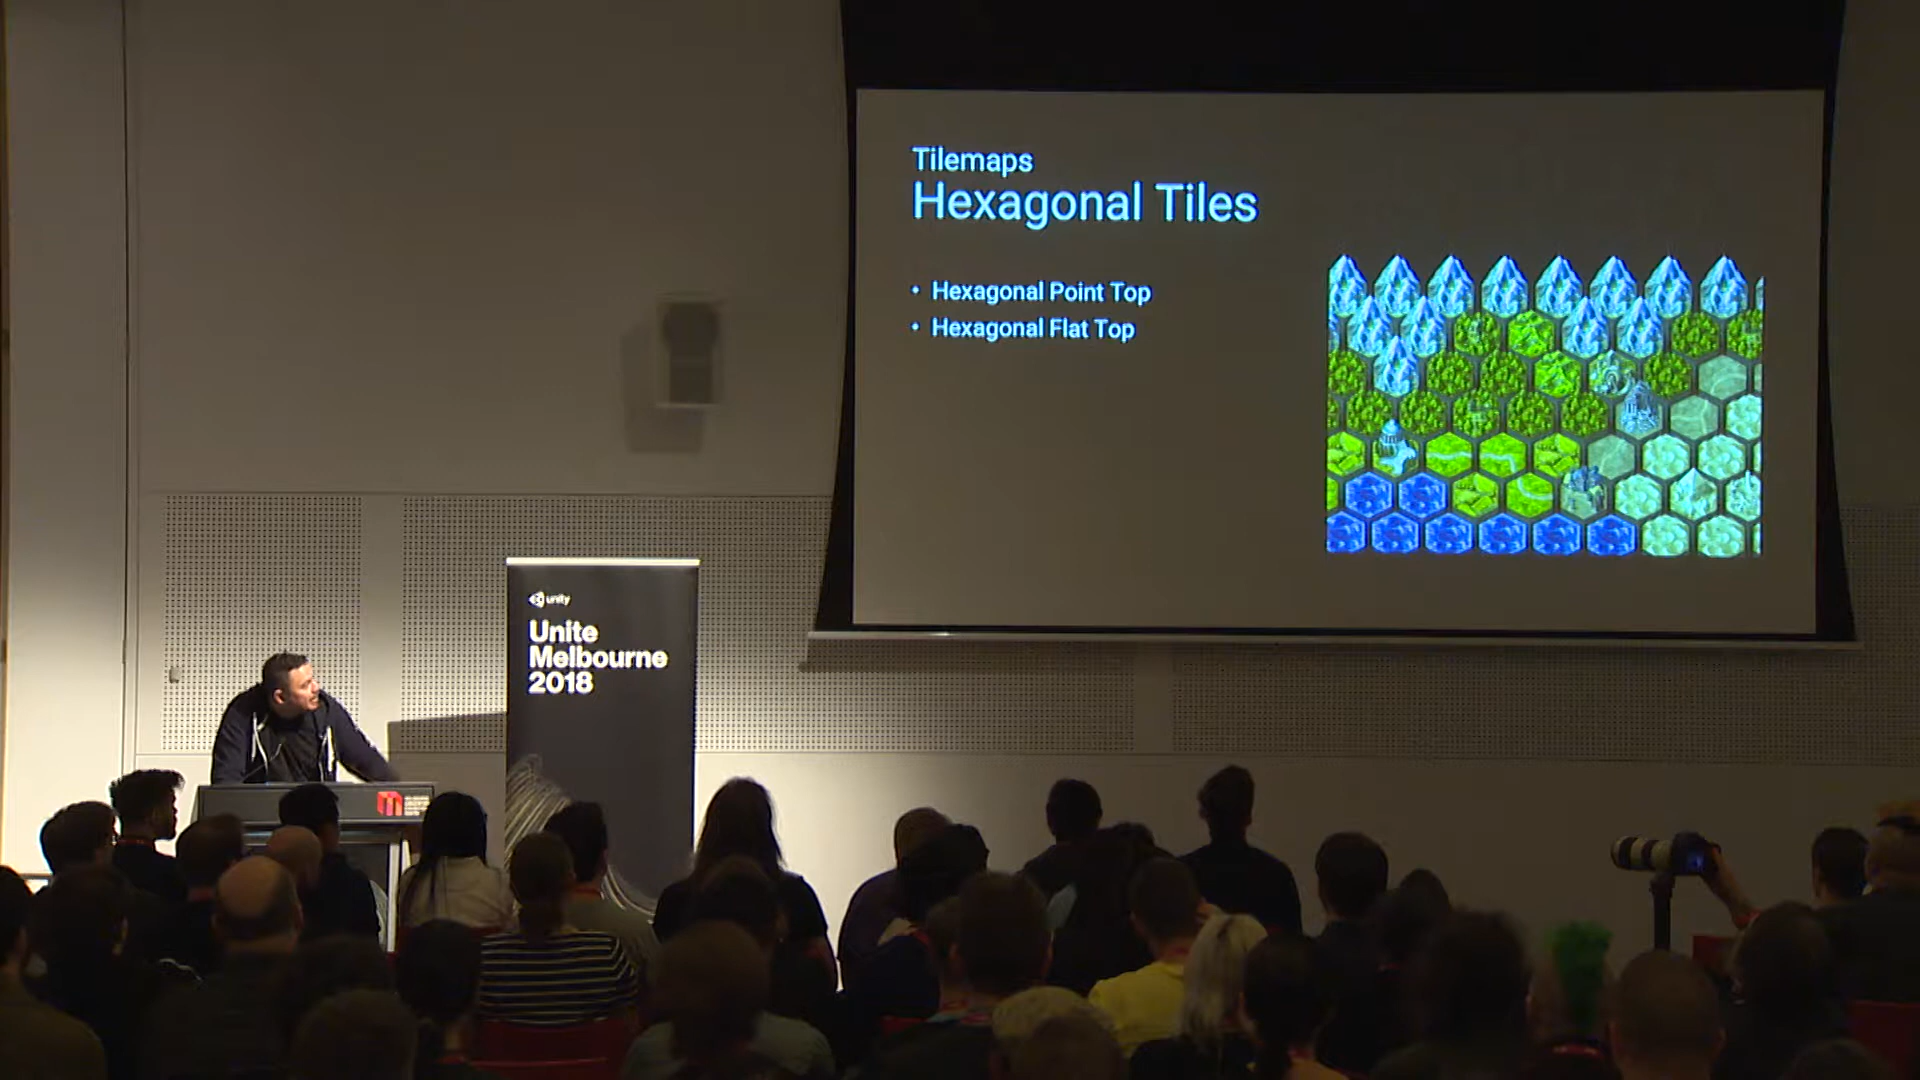 Tilemaps
Hexagonal Tiles
• Hexagonal Point Top
• Hexagonal Flat Top
unity
Unite
Melbourne
2018